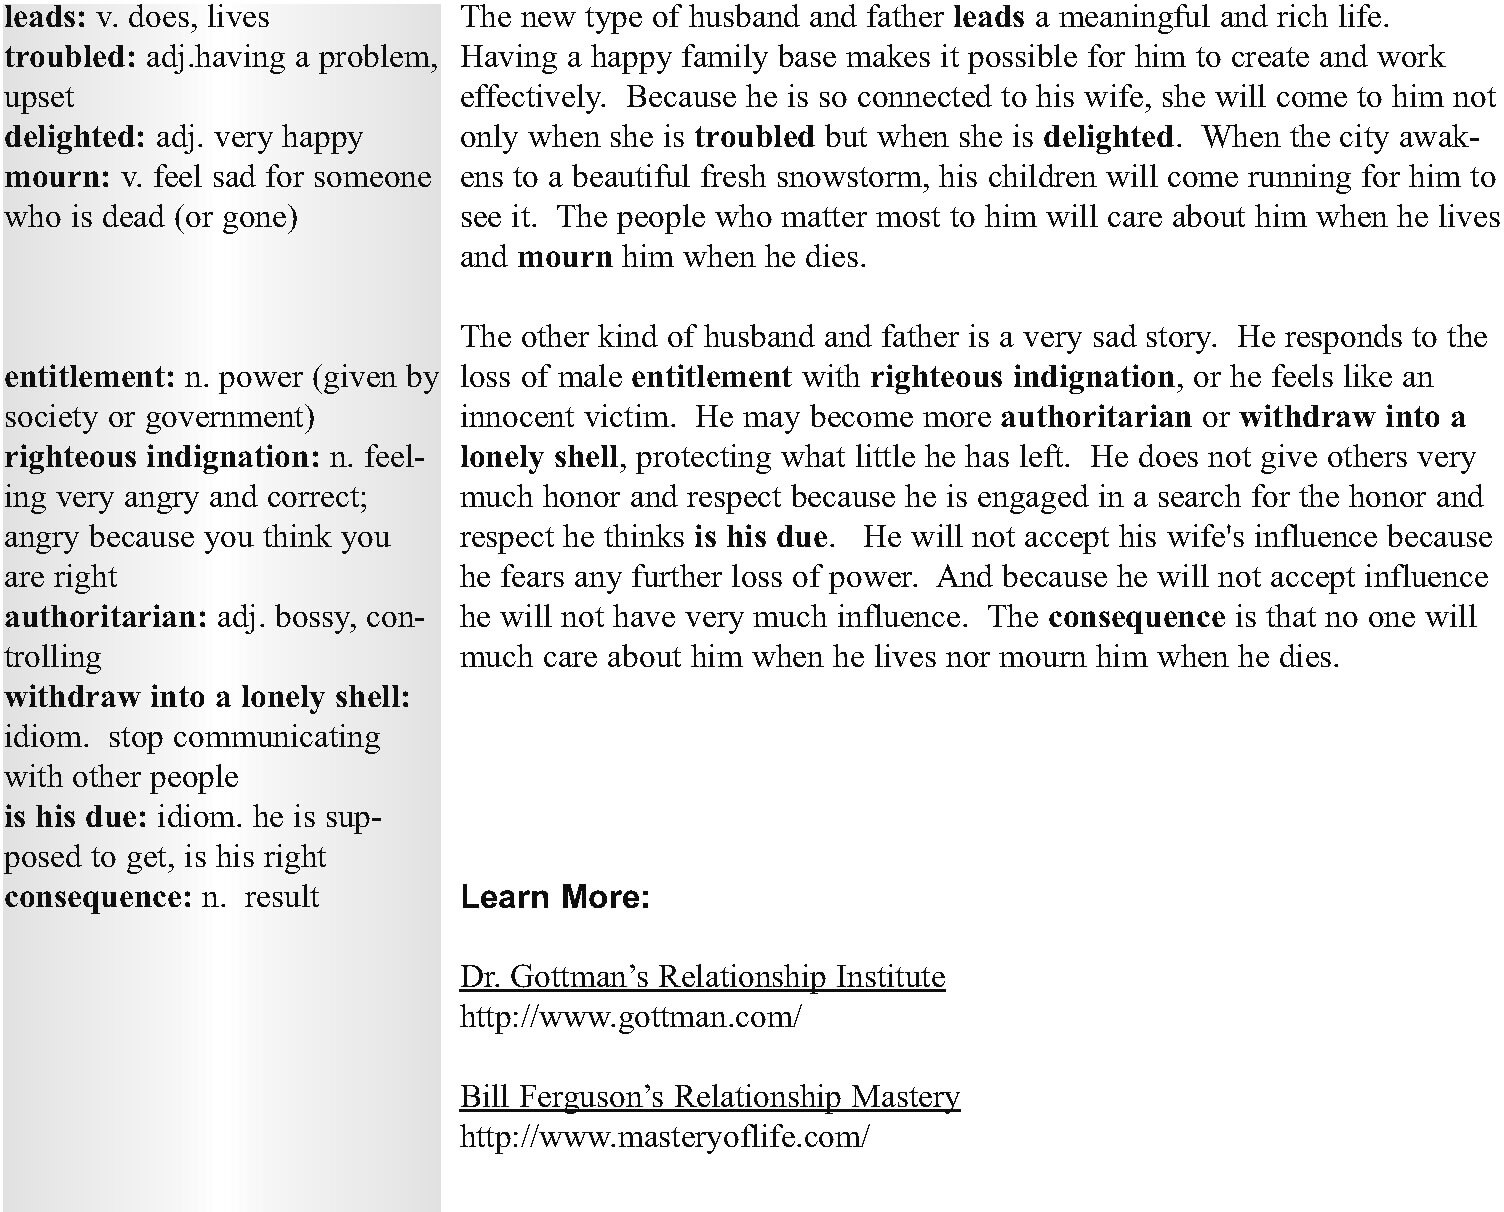 leads: v. does, lives
troubled: adj.having a problem,
upset
delighted: adj. very happy
mourn: v. feel sad for someone
who is dead (or gone)
entitlement: n. power (given by
society or government)
righteous indignation: n. feel-
ing very angry and correct;
angry because you think you
are right
authoritarian: adj. bossy, con-
trolling
withdraw into a lonely shell:
idiom.  stop communicating
with other people
is his due: idiom. he is sup-
posed to get, is his right
consequence: n.  result
The new type of husband and father leads a meaningful and rich life.
Having a happy family base makes it possible for him to create and work
effectively.  Because he is so connected to his wife, she will come to him not
only when she is troubled but when she is delighted.  When the city awak-
ens to a beautiful fresh snowstorm, his children will come running for him to
see it.  The people who matter most to him will care about him when he lives
and mourn him when he dies.
The other kind of husband and father is a very sad story.  He responds to the
loss of male entitlement with righteous indignation, or he feels like an
innocent victim.  He may become more authoritarian or withdraw into a
lonely shell, protecting what little he has left.  He does not give others very
much honor and respect because he is engaged in a search for the honor and
respect he thinks is his due.   He will not accept his wife's influence because
he fears any further loss of power.  And because he will not accept influence
he will not have very much influence.  The consequence is that no one will
much care about him when he lives nor mourn him when he dies.
Learn More:
Dr. Gottman’s Relationship Institute
http://www.gottman.com/
Bill Ferguson’s Relationship Mastery
http://www.masteryoflife.com/